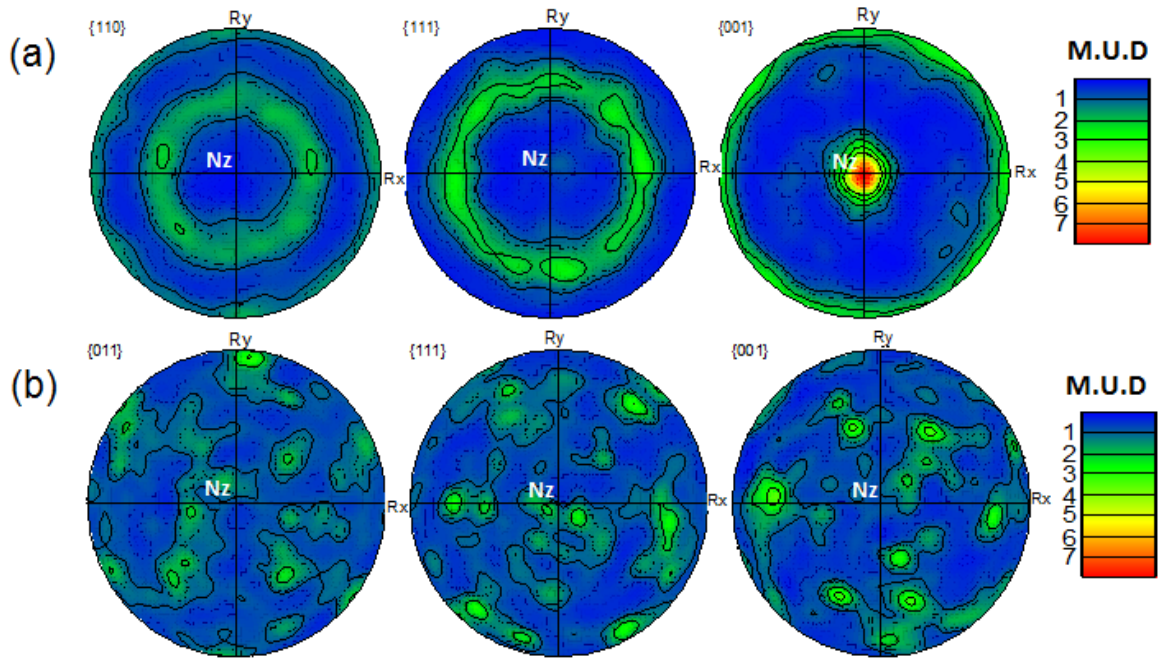 (a)
{110}
Ry
Nz
Rx
{111}
Ry
Nz
Rx
{001}
Ry
Nz
Rx
M.U.D
1
2
3
4
5
6
7
(b)
{011}
Ry
Nz
Rx
{111}
Ry
Nz
Rx
{001}
Ry
Nz
Rx
M.U.D
1
2
3
4
5
6
7